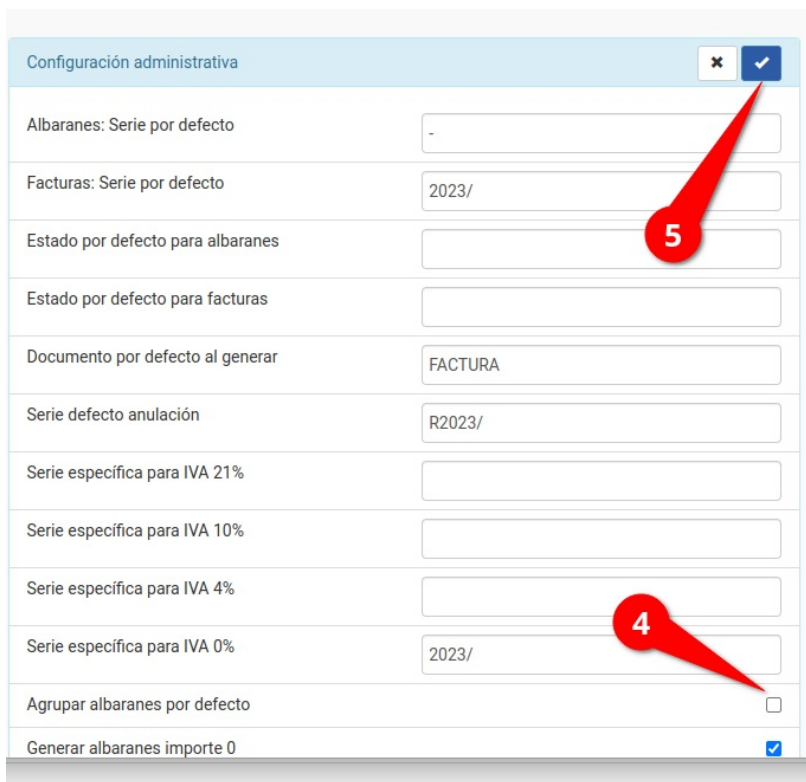 Configuración administrativa
Albaranes: Serie por defecto
-
Facturas: Serie por defecto
2023/
5
Estado por defecto para albaranes
Estado por defecto para facturas
Documento por defecto al generar
FACTURA
Serie defecto anulación
R2023/
Serie específica para IVA 21%
Serie específica para IVA 10%
Serie específica para IVA 4%
4
Serie específica para IVA 0%
2023/
Agrupar albaranes por defecto
Generar albaranes importe 0